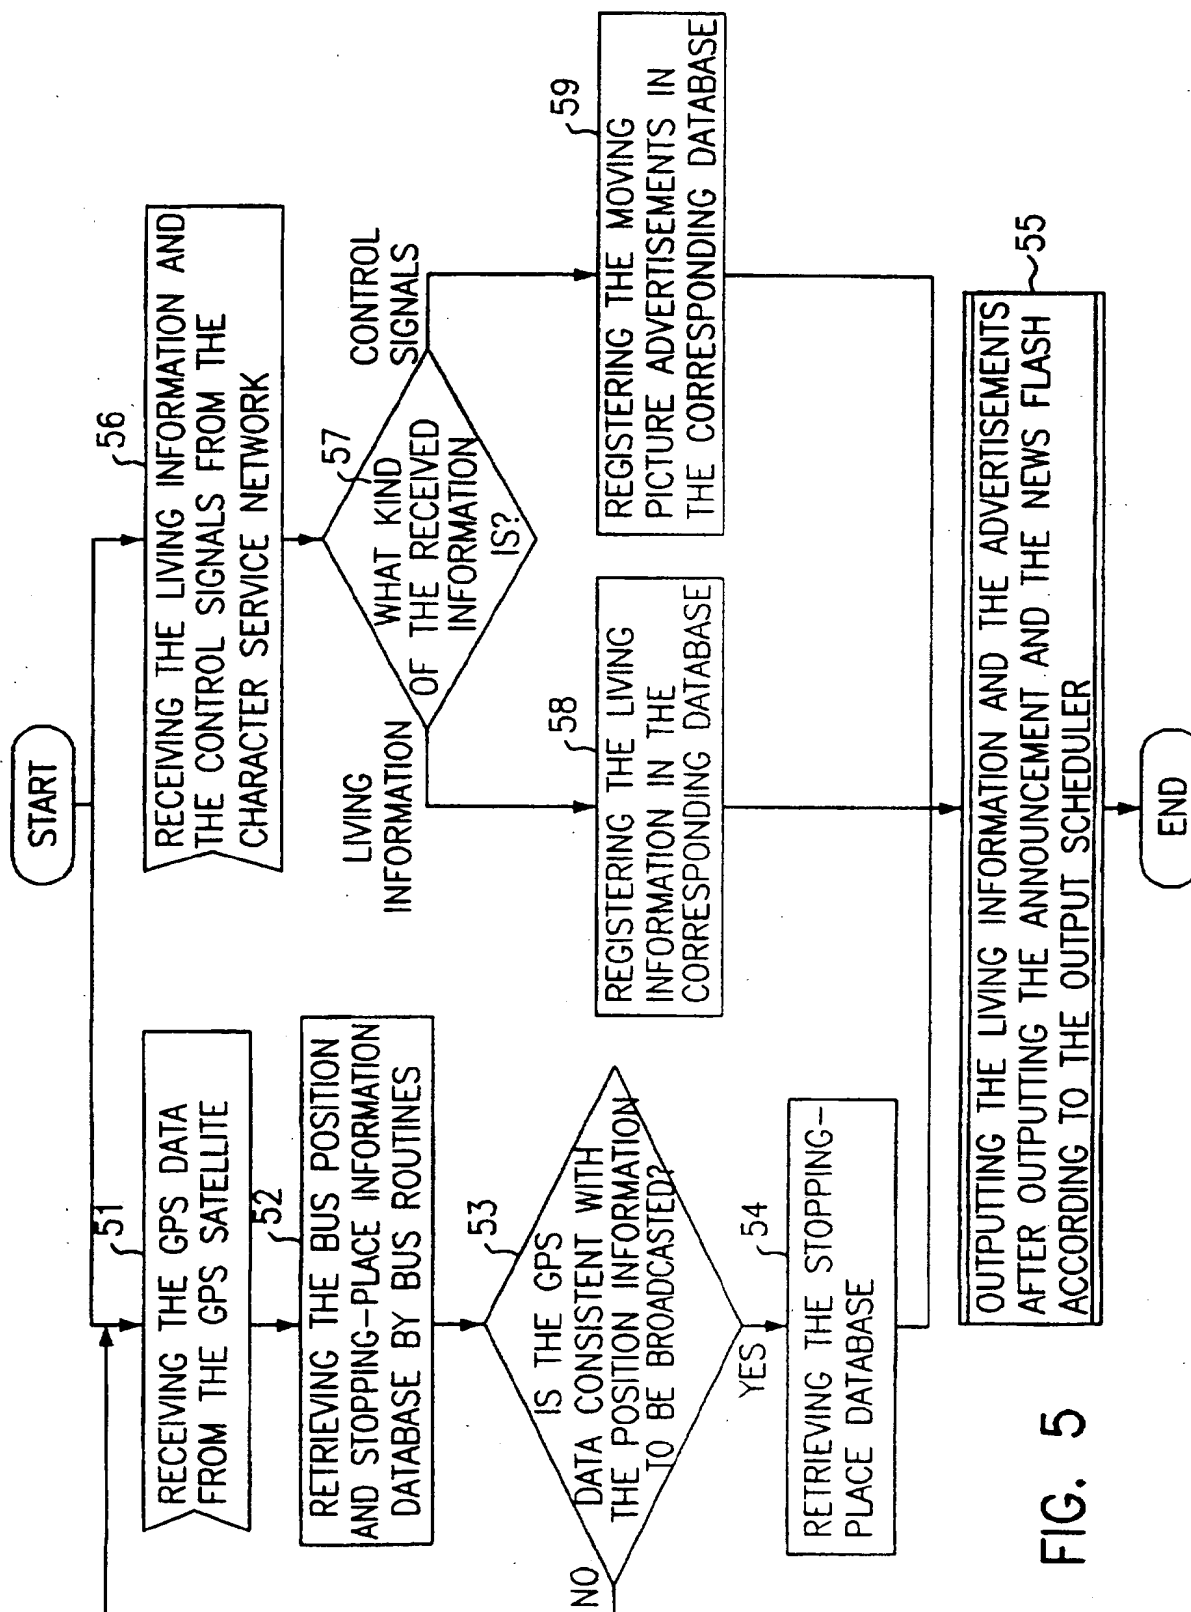 START
51
RECEIVING THE GPS DATA
FROM THE GPS SATELLITE
52
RETRIEVING THE BUS POSITION
AND STOPPING-PLACE INFORMATION
DATABASE BY BUS ROUTINES
53
IS THE GPS
DATA CONSISTENT WITH
THE POSITION INFORMATION
TO BE BROADCASTED?
NO
YES
54
RETRIEVING THE STOPPING-
PLACE DATABASE
56
RECEIVING THE LIVING INFORMATION AND
THE CONTROL SIGNALS FROM THE
CHARACTER SERVICE NETWORK
57
WHAT KIND
OF THE RECEIVED
INFORMATION
IS?
LIVING
INFORMATION
CONTROL
SIGNALS
58
REGISTERING THE LIVING
INFORMATION IN THE
CORRESPONDING DATABASE
59
REGISTERING THE MOVING
PICTURE ADVERTISEMENTS IN
THE CORRESPONDING DATABASE
55
OUTPUTING THE LIVING INFORMATION AND THE ADVERTISEMENTS
AFTER OUTPUTING THE ANNOUNCEMENT AND THE NEWS FLASH
ACCORDING TO THE OUTPUT SCHEDULER
END
FIG. 5